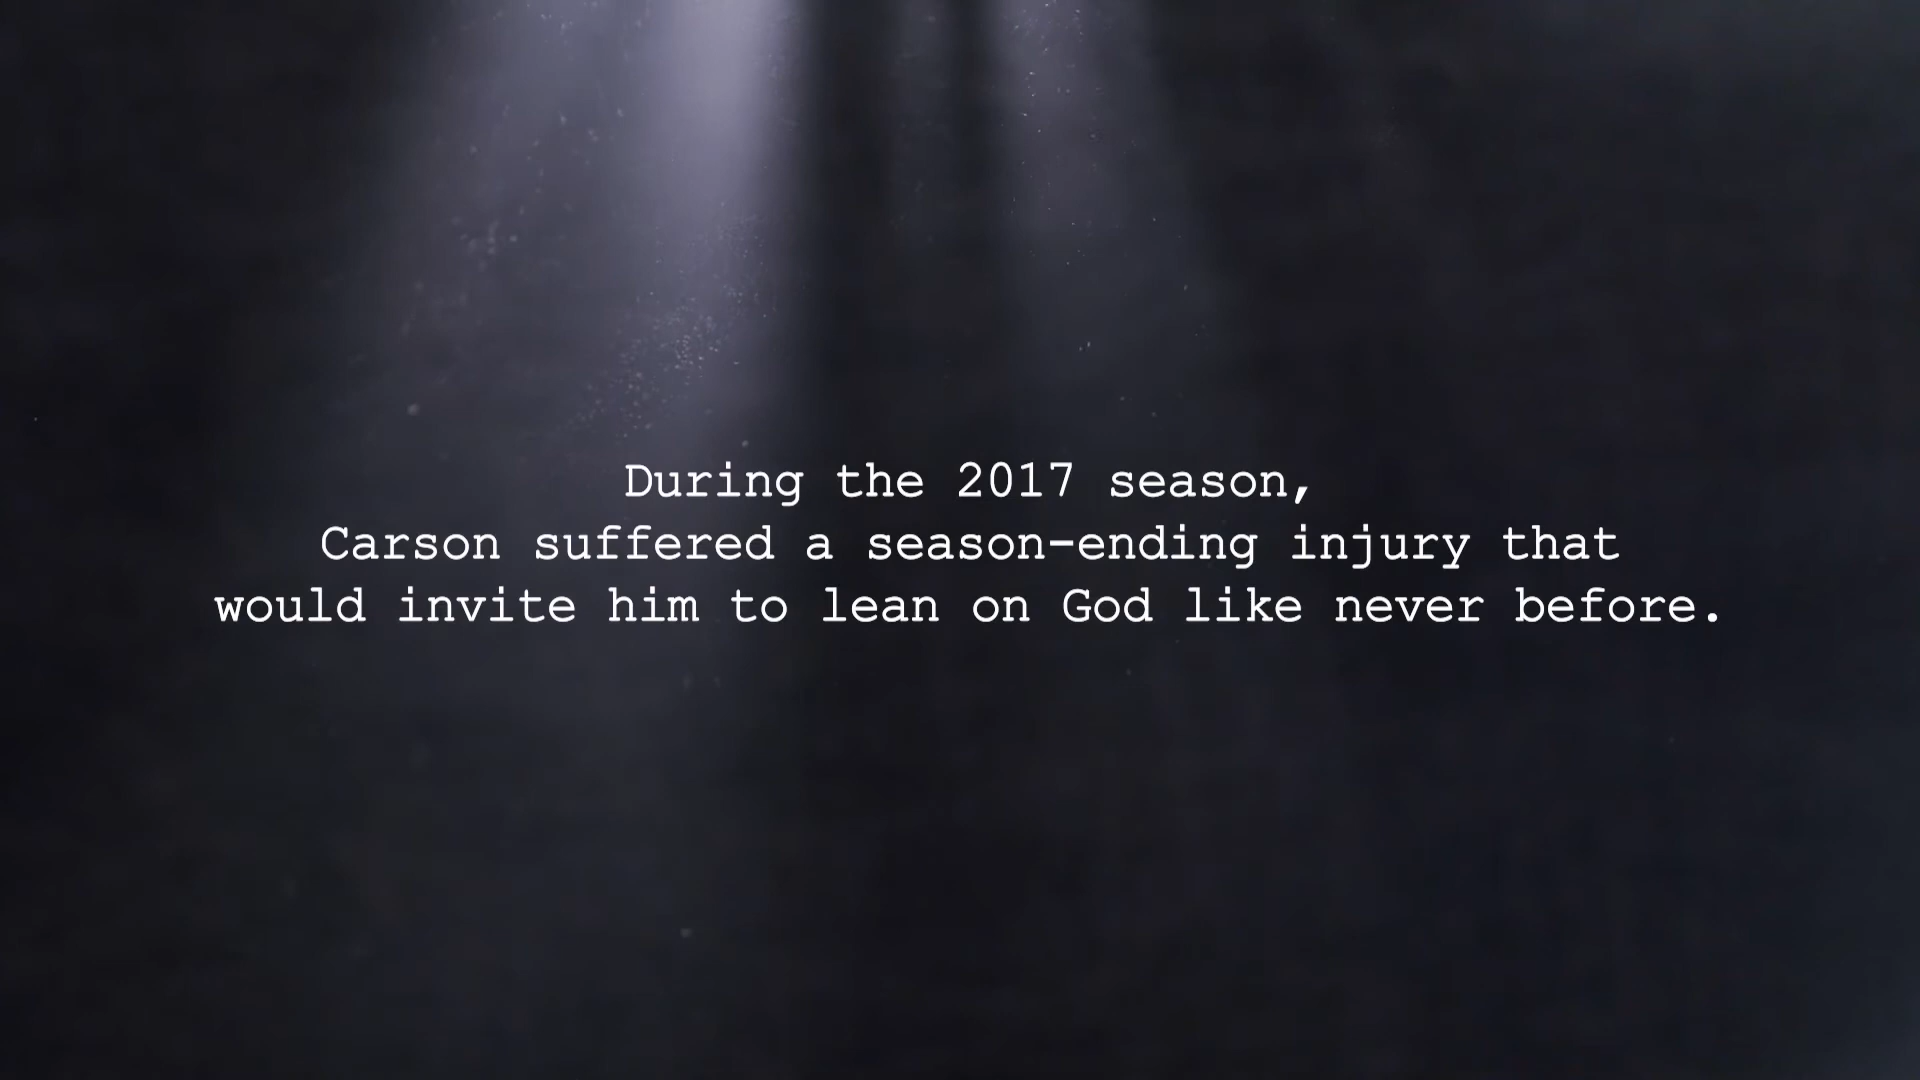 During the 2017 season,
Carson suffered a season-ending injury that
would invite him to lean on God like never before.